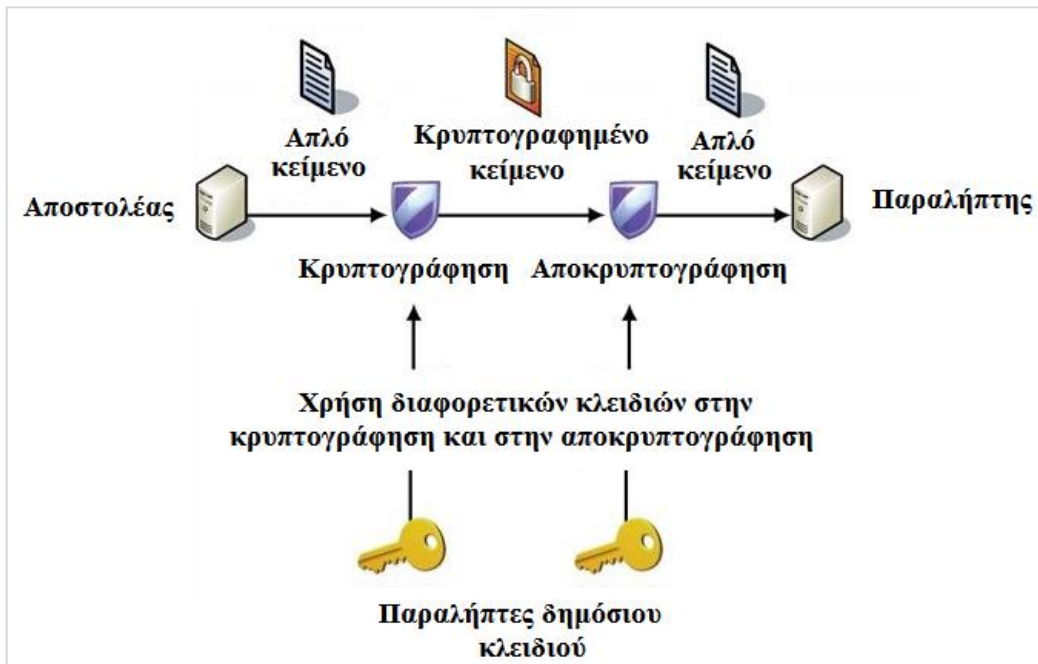 Απλό
κείμενο
Κρυπτογραφημένο
κείμενο
Απλό
κείμενο
Αποστολέας
Παραλήπτης
Κρυπτογράφηση
Αποκρυπτογράφηση
Χρήση διαφορετικών κλειδιών στην
κρυπτογράφηση και στην αποκρυπτογράφηση
Παραλήπτες δημόσιου
κλειδιού